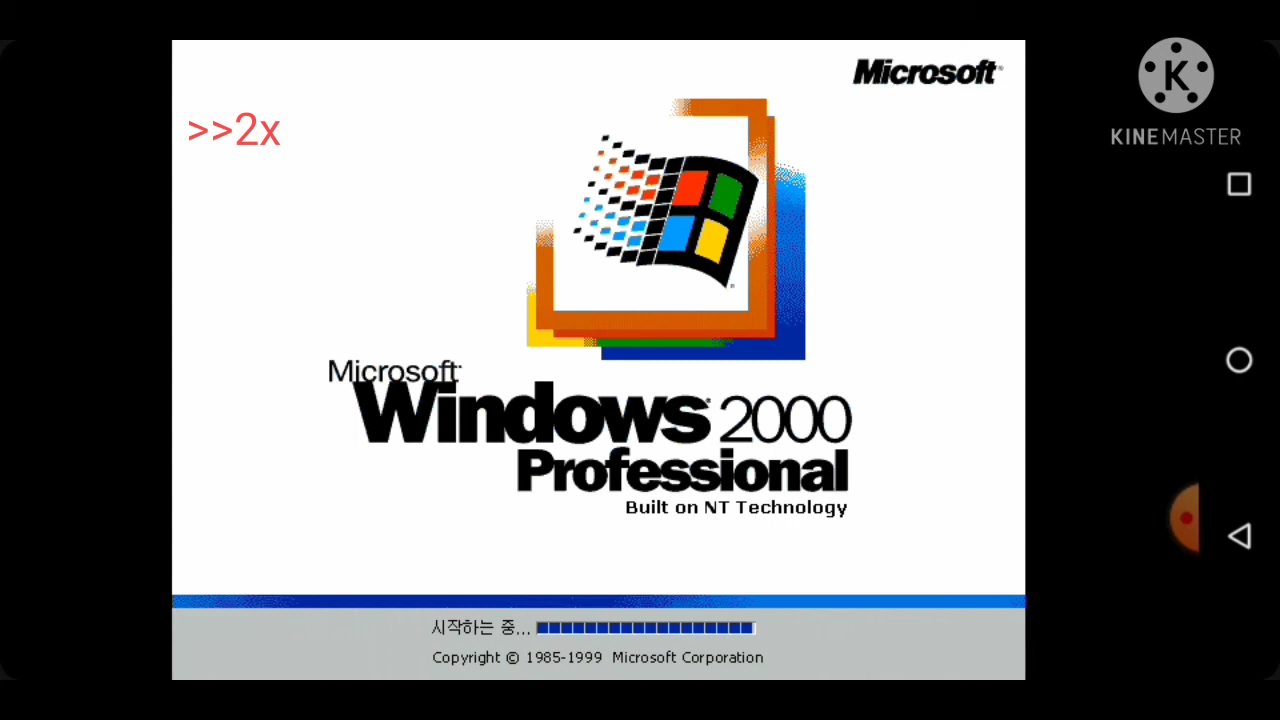 Microsoft®
>>2x
K
KINEMASTER
Microsoft
Windows® 2000
Professional
Built on NT Technology
시작하는 중...
Copyright © 1985-1999 Microsoft Corporation